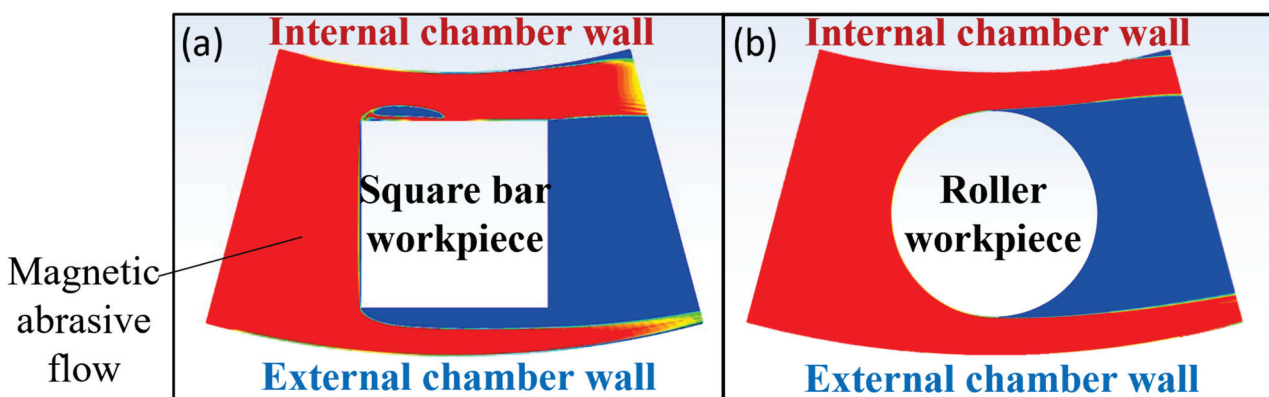 (a)
Internal chamber wall
Square bar
workpiece
Magnetic
abrasive
flow
External chamber wall
(b)
Internal chamber wall
Roller
workpiece
External chamber wall